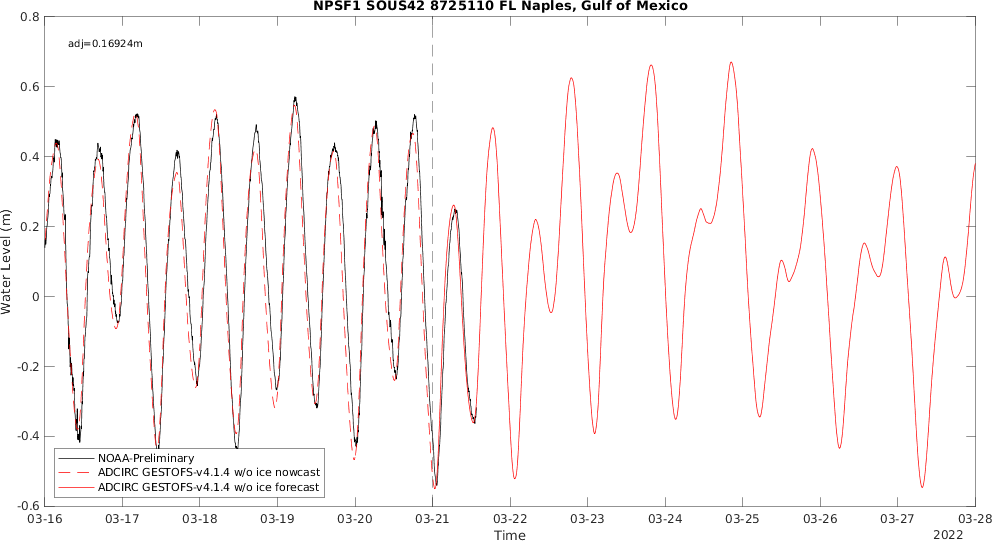 NPSF1 SOUS42 8725110 FL Naples, Gulf of Mexico
adj=0.16924m
0.8
0.6
0.4
0.2
0
-0.2
-0.4
-0.6
Water Level (m)
NOAA-Preliminary
ADCIRC GESTOFS-v4.1.4 w/o ice nowcast
ADCIRC GESTOFS-v4.1.4 w/o ice forecast
03-16 03-17 03-18 03-19 03-20 03-21 03-22 03-23 03-24 03-25 03-26 03-27 03-28
Time
2022